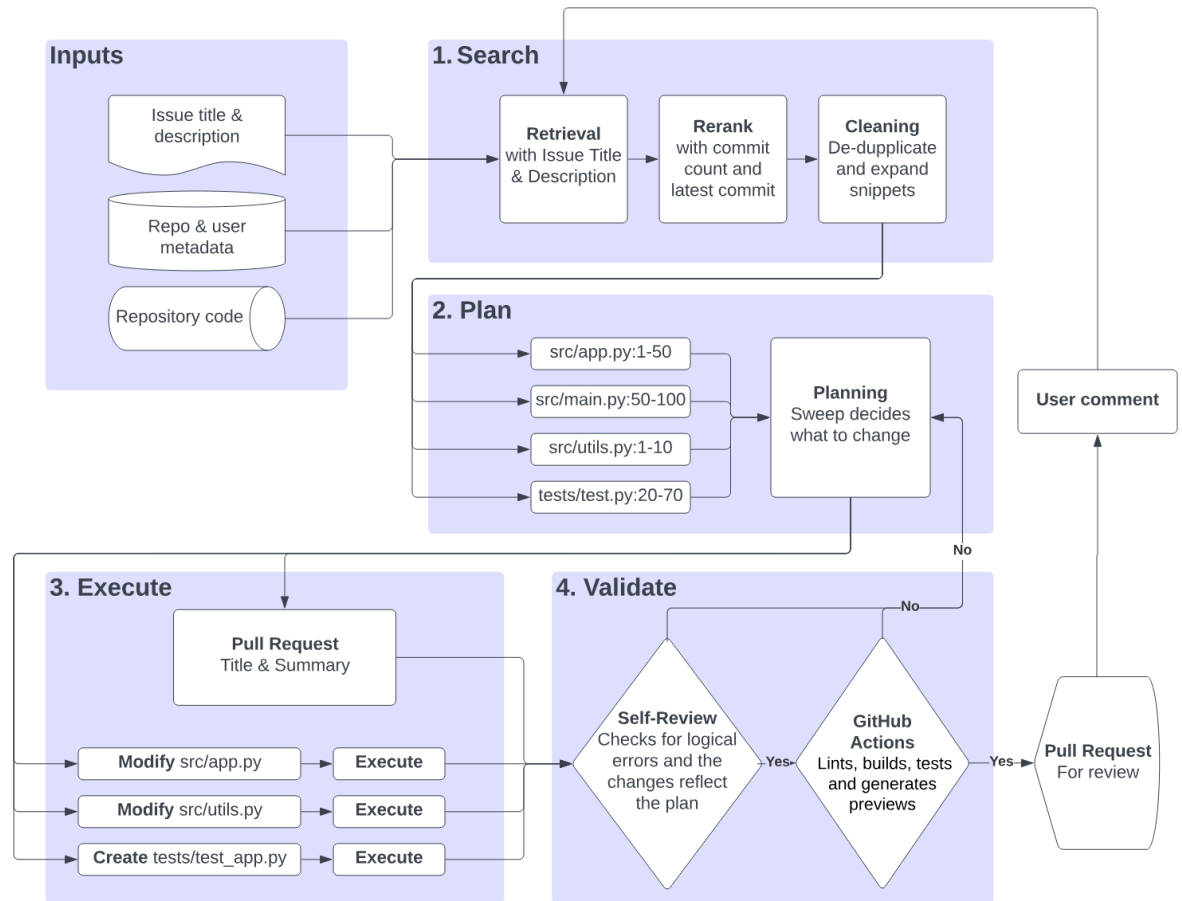 Inputs
Issue title &
description
Repo & user
metadata
Repository code
1. Search
Retrieval
with Issue Title
& Description
Rerank
with commit
count and
latest commit
Cleaning
De-dupplicate
and expand
snippets
2. Plan
src/app.py:1-50
src/main.py:50-100
src/utils.py:1-10
tests/test.py:20-70
Planning
Sweep decides
what to change
User comment
No
3. Execute
Pull Request
Title & Summary
Modify src/app.py
Execute
Modify src/utils.py
Execute
Create tests/test_app.py
Execute
4. Validate
No
Self-Review
Checks for logical
errors and the
changes reflect
the plan
Yes
GitHub
Actions
Lints, builds, tests
and generates
previews
Yes
Pull Request
For review